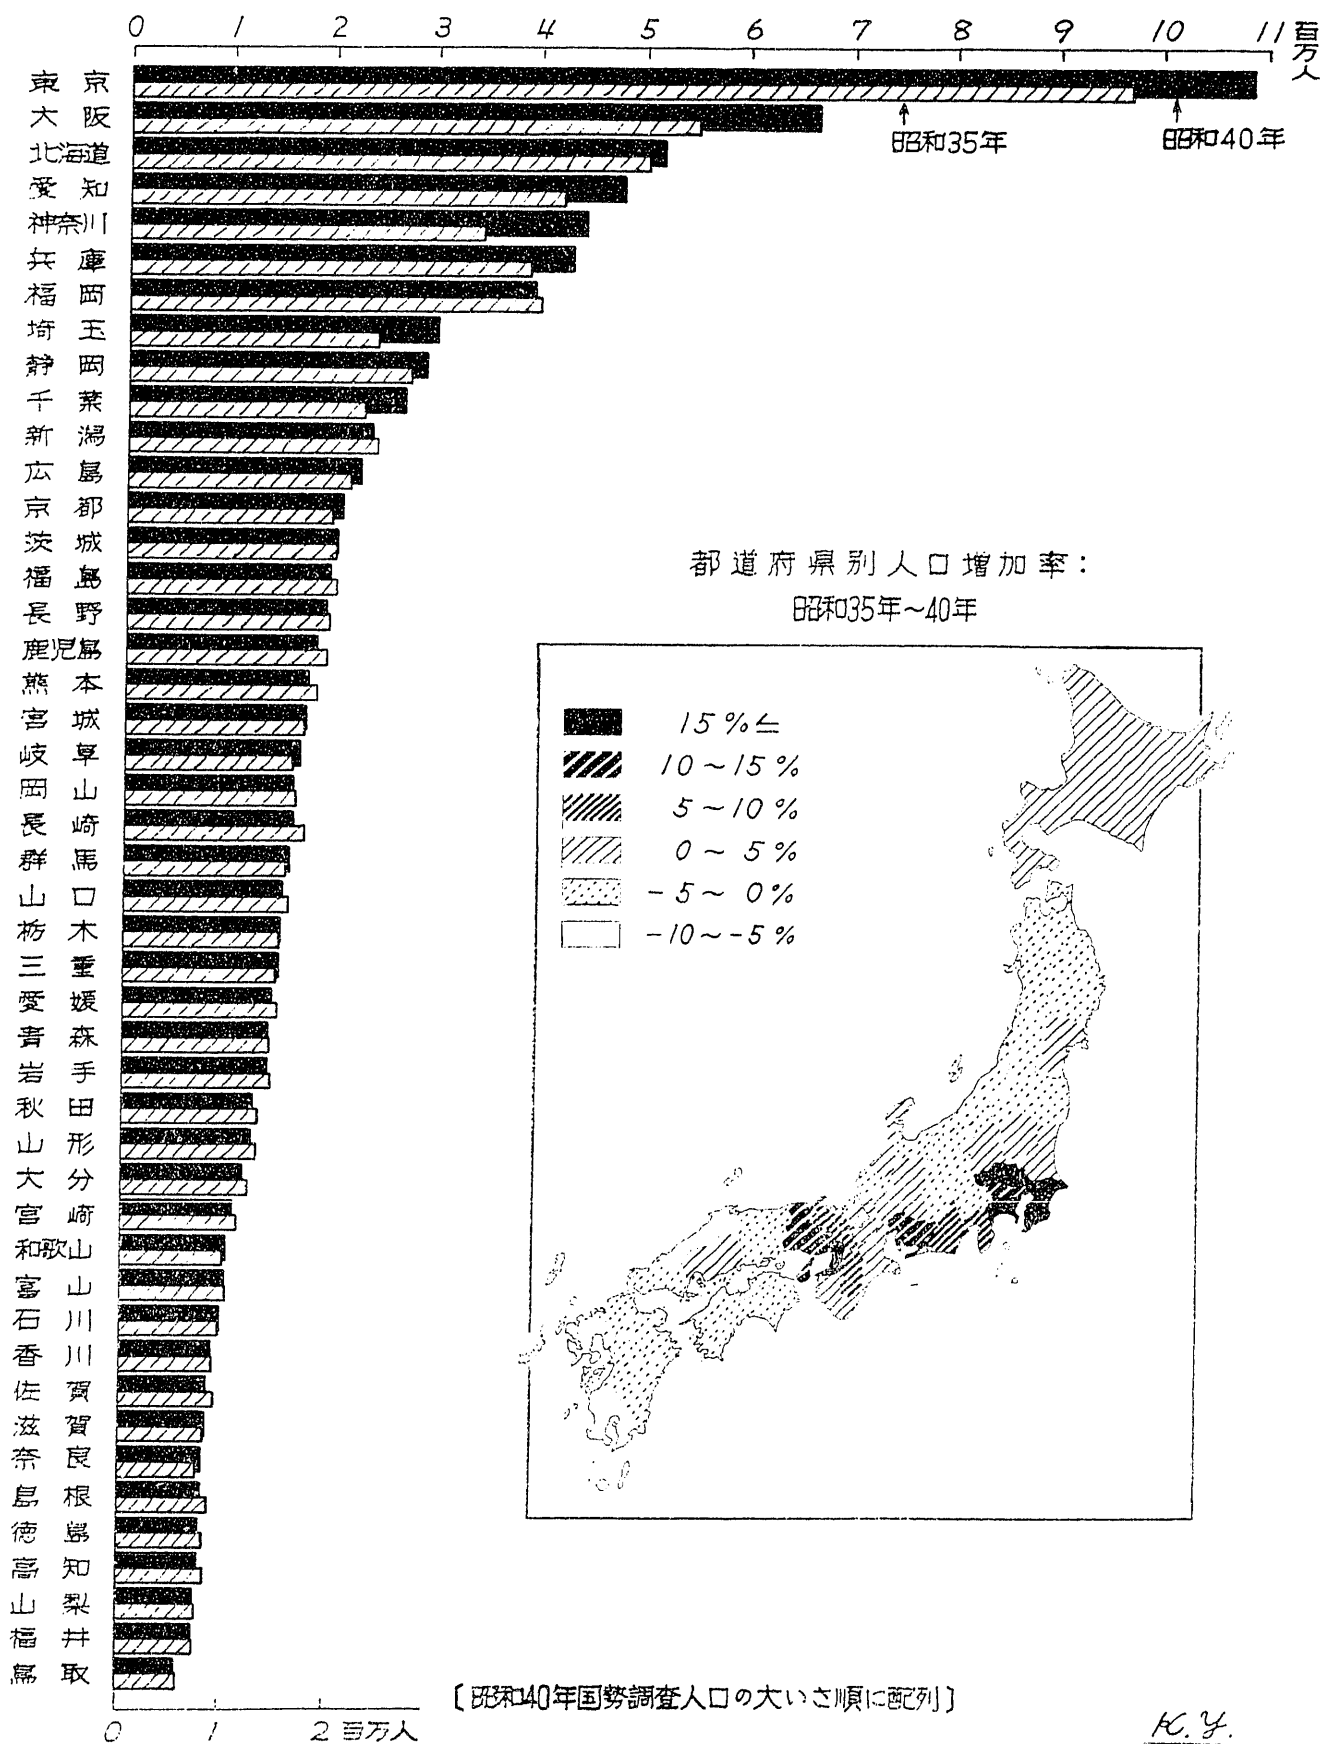 0 1 2 3 4 5 6 7 8 9 10 11 百万人
東京
大阪
昭和35年 昭和40年
北海道
愛知
神奈川
兵庫
福岡
埼玉
静岡
千葉
新潟
広島
京都
茨城
福島
長野
鹿児島
熊本
宮城
岐阜
岡山
長崎
群馬
山口
栃木
三重
愛媛
青森
岩手
秋田
山形
大分
宮崎
和歌山
富山
石川
香川
佐賀
滋賀
奈良
島根
徳島
高知
山梨
福井
鳥取
0 1 2 百万人
都道府県別人口増加率:
昭和35年~40年
15%≦
10~15%
5~10%
0~5%
-5~0%
-10~-5%
〔昭和40年国勢調査人口の大いさ順に配列〕
K.Y.